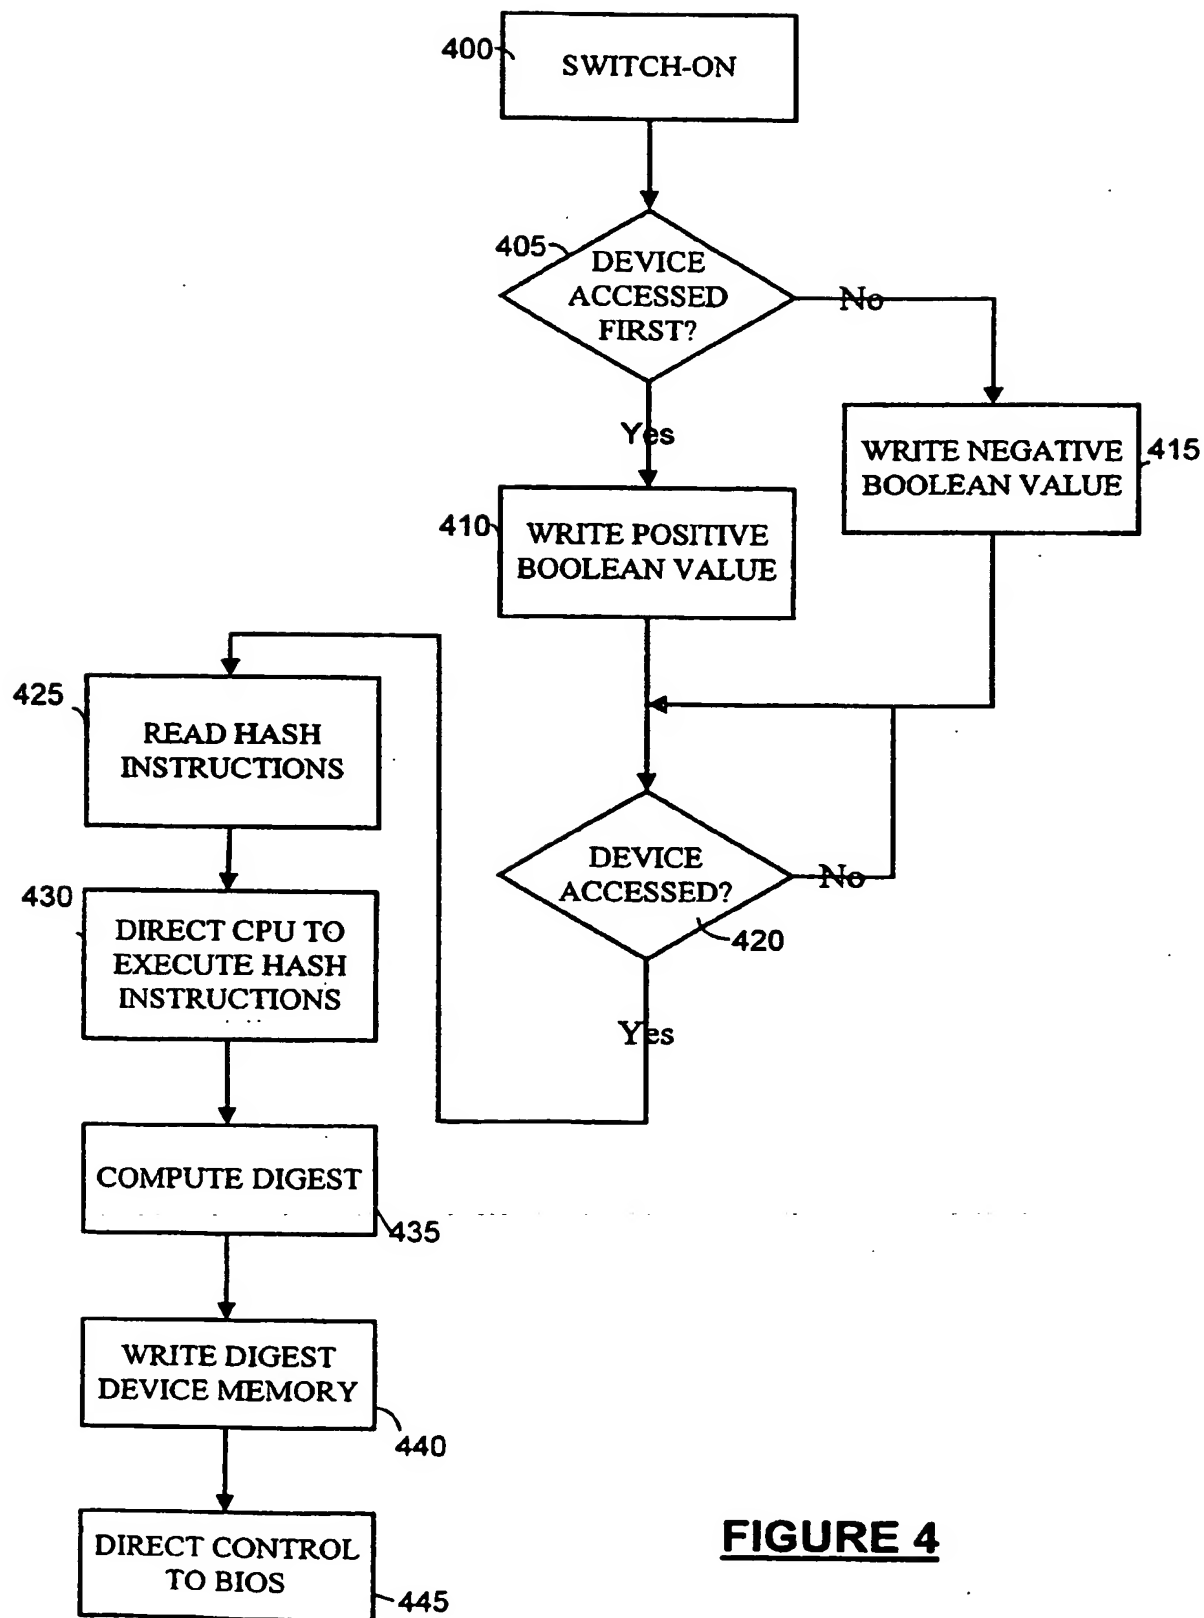 400
SWITCH-ON
405
DEVICE
ACCESSED
FIRST?
No
Yes
WRITE NEGATIVE
BOOLEAN VALUE
415
410
WRITE POSITIVE
BOOLEAN VALUE
425
READ HASH
INSTRUCTIONS
DEVICE
ACCESSED?
No
420
Yes
430
DIRECT CPU TO
EXECUTE HASH
INSTRUCTIONS
COMPUTE DIGEST
435
WRITE DIGEST
DEVICE MEMORY
440
DIRECT CONTROL
TO BIOS
445
FIGURE 4